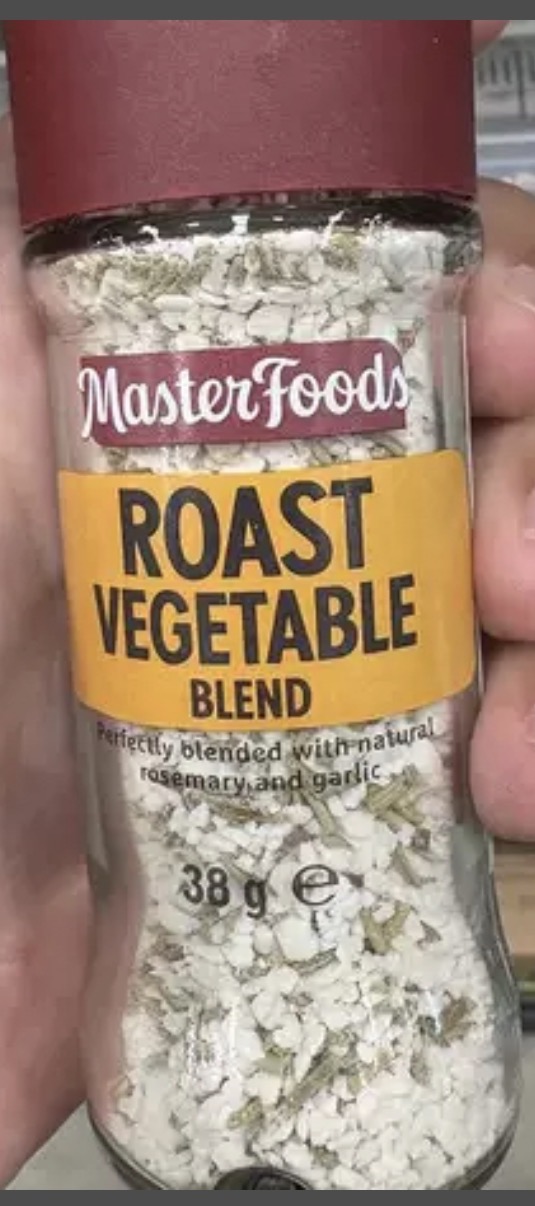 MasterFoods
ROAST
VEGETABLE
BLEND
Perfectly blended with natural
rosemary and garlic
38 g e